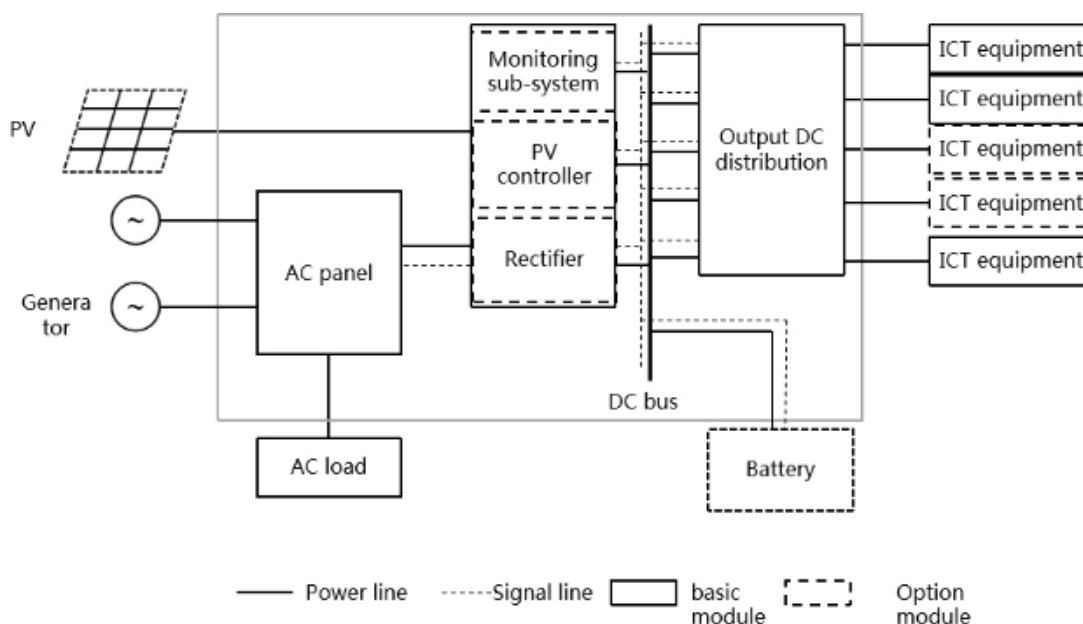 Monitoring
sub-system
PV
controller
Rectifier
Output DC
distribution
ICT equipment
ICT equipment
ICT equipment
ICT equipment
ICT equipment
PV
~
~
Genera
tor
AC panel
DC bus
AC load
Battery
Power line
Signal line
basic
module
Option
module